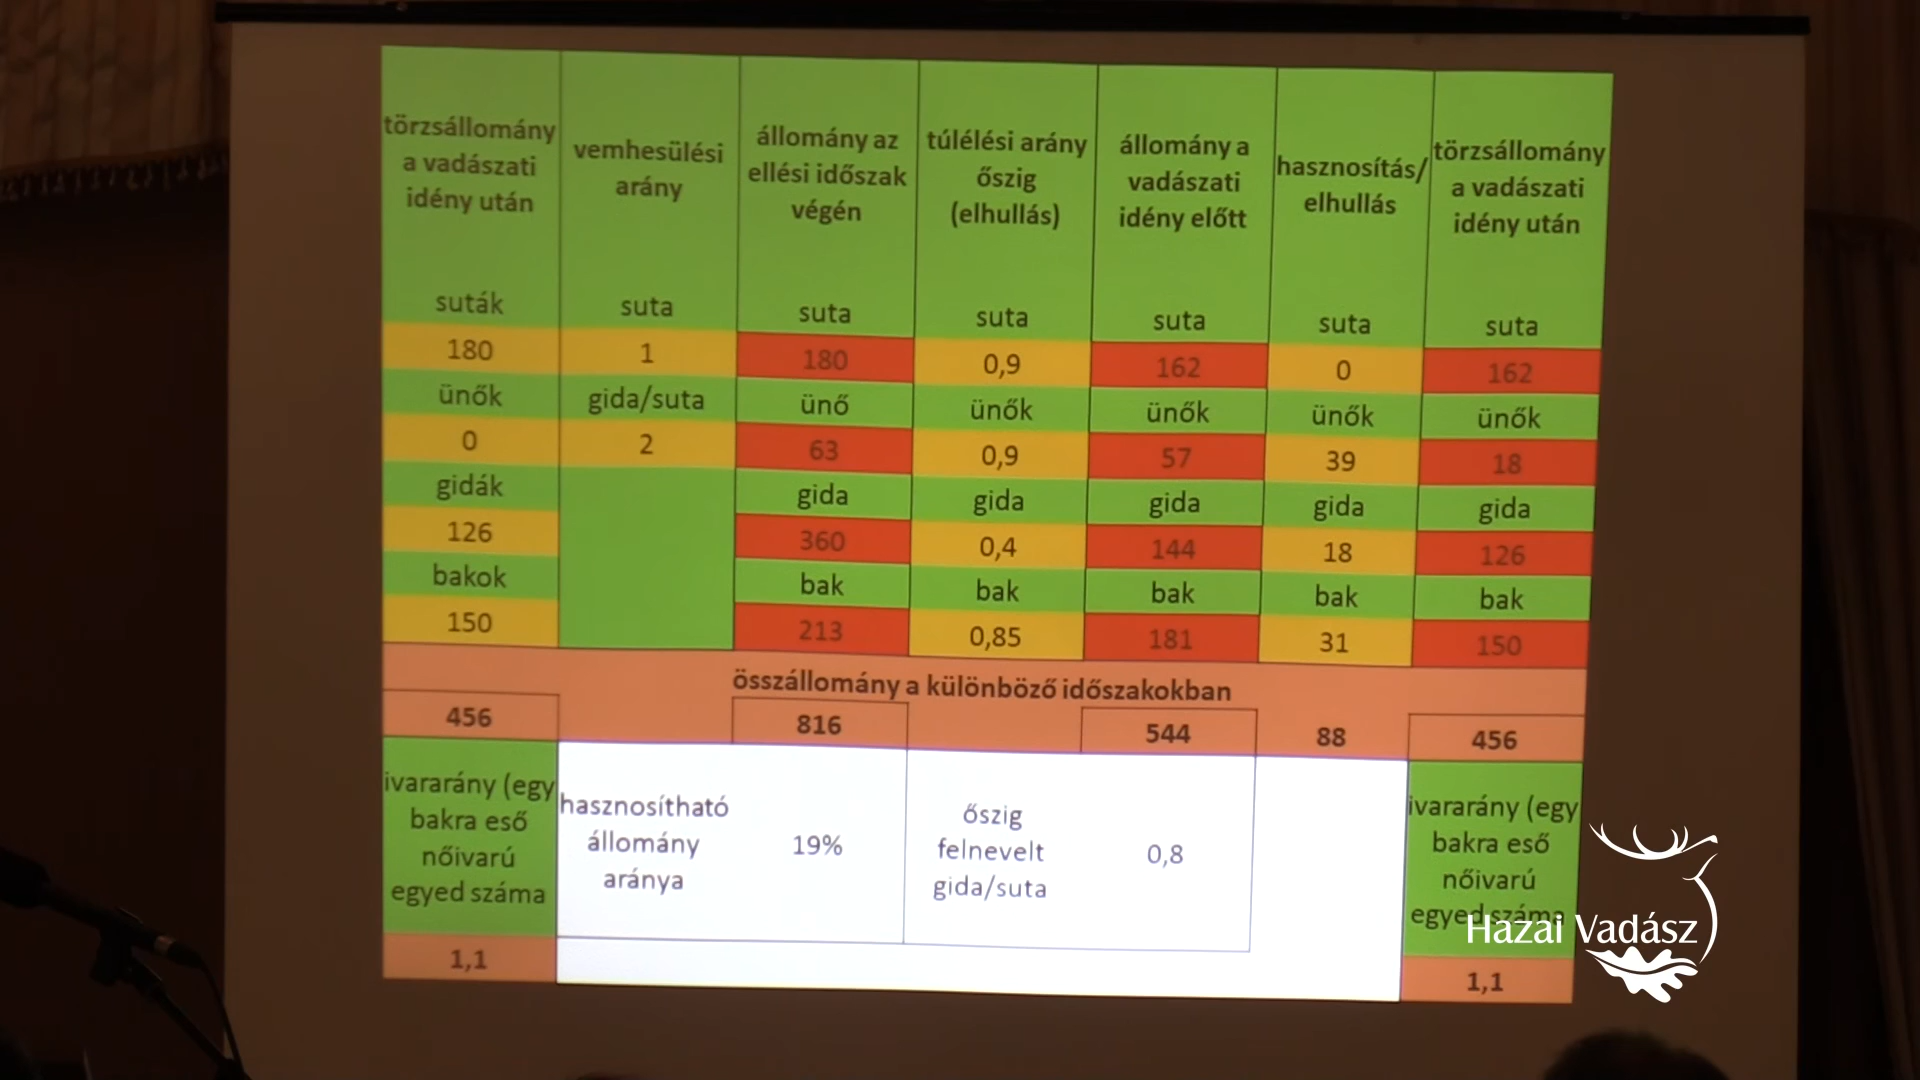 törzsállomány
a vadászati
idényután
vemhesülési
arány
állomány az
ellési időszak
végén
túlélési arány
őszig
(elhullás)
állomány a
vadászati
idény előtt
hasznosítás/
elhullás
törzsállomány
a vadászati
idény után
suták suta suta suta suta suta suta
180 1 180 0,9 162 0 162
ünők gida/suta ünő ünők ünők ünők ünők
0 2 63 0,9 57 39 18
gidák gida gida gida gida gida
126 360 0,4 144 18 126
bakok bak bak bak bak bak
150 213 0,85 181 31 150
összállomány a különböző időszakokban
456 816 544 88 456
ivararány (egy
bakra eső
nőivarú
egyed száma
hasznosítható
állomány
aránya
19%
őszig
felnevelt
gida/suta
0,8
ivararány (egy
bakra eső
nőivarú
egyed száma
1,1 1,1
Hazai Vadász